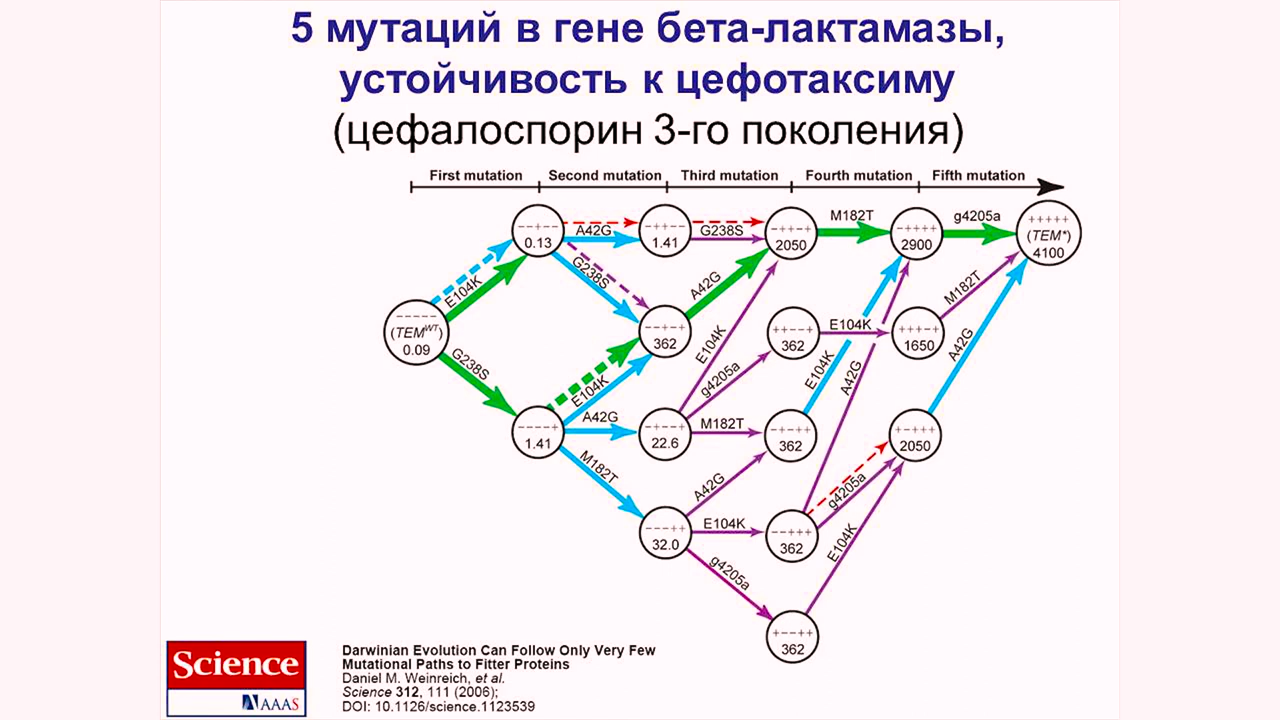 5 мутаций в гене бета-лактамазы,
устойчивость к цефотаксиму
(цефалоспорин 3-го поколения)
First mutation Second mutation Third mutation Fourth mutation Fifth mutation
−−+−−
0.13
A42G
−++−−
1.41
G238S
−++−+
2050
M182T
−++++
2900
g4205a
+++++
(TEM*)
4100
E104K
G238S
A42G
M182T
−−−−−
(TEMWT)
0.09
−−+−+
362
E104K
++−−+
362
E104K
+++−+
1650
G238S
E104K
g4205a
E104K
A42G
A42G
−−−−+
1.41
A42G
−+−−+
22.6
M182T
−+−++
362
+−+++
2050
M182T
A42G
g4205a
−−−++
32.0
E104K
−−+++
362
E104K
g4205a
+−−++
362
Science
AAAS
Darwinian Evolution Can Follow Only Very Few
Mutational Paths to Fitter Proteins
Daniel M. Weinreich, et al.
Science 312, 111 (2006);
DOI: 10.1126/science.1123539